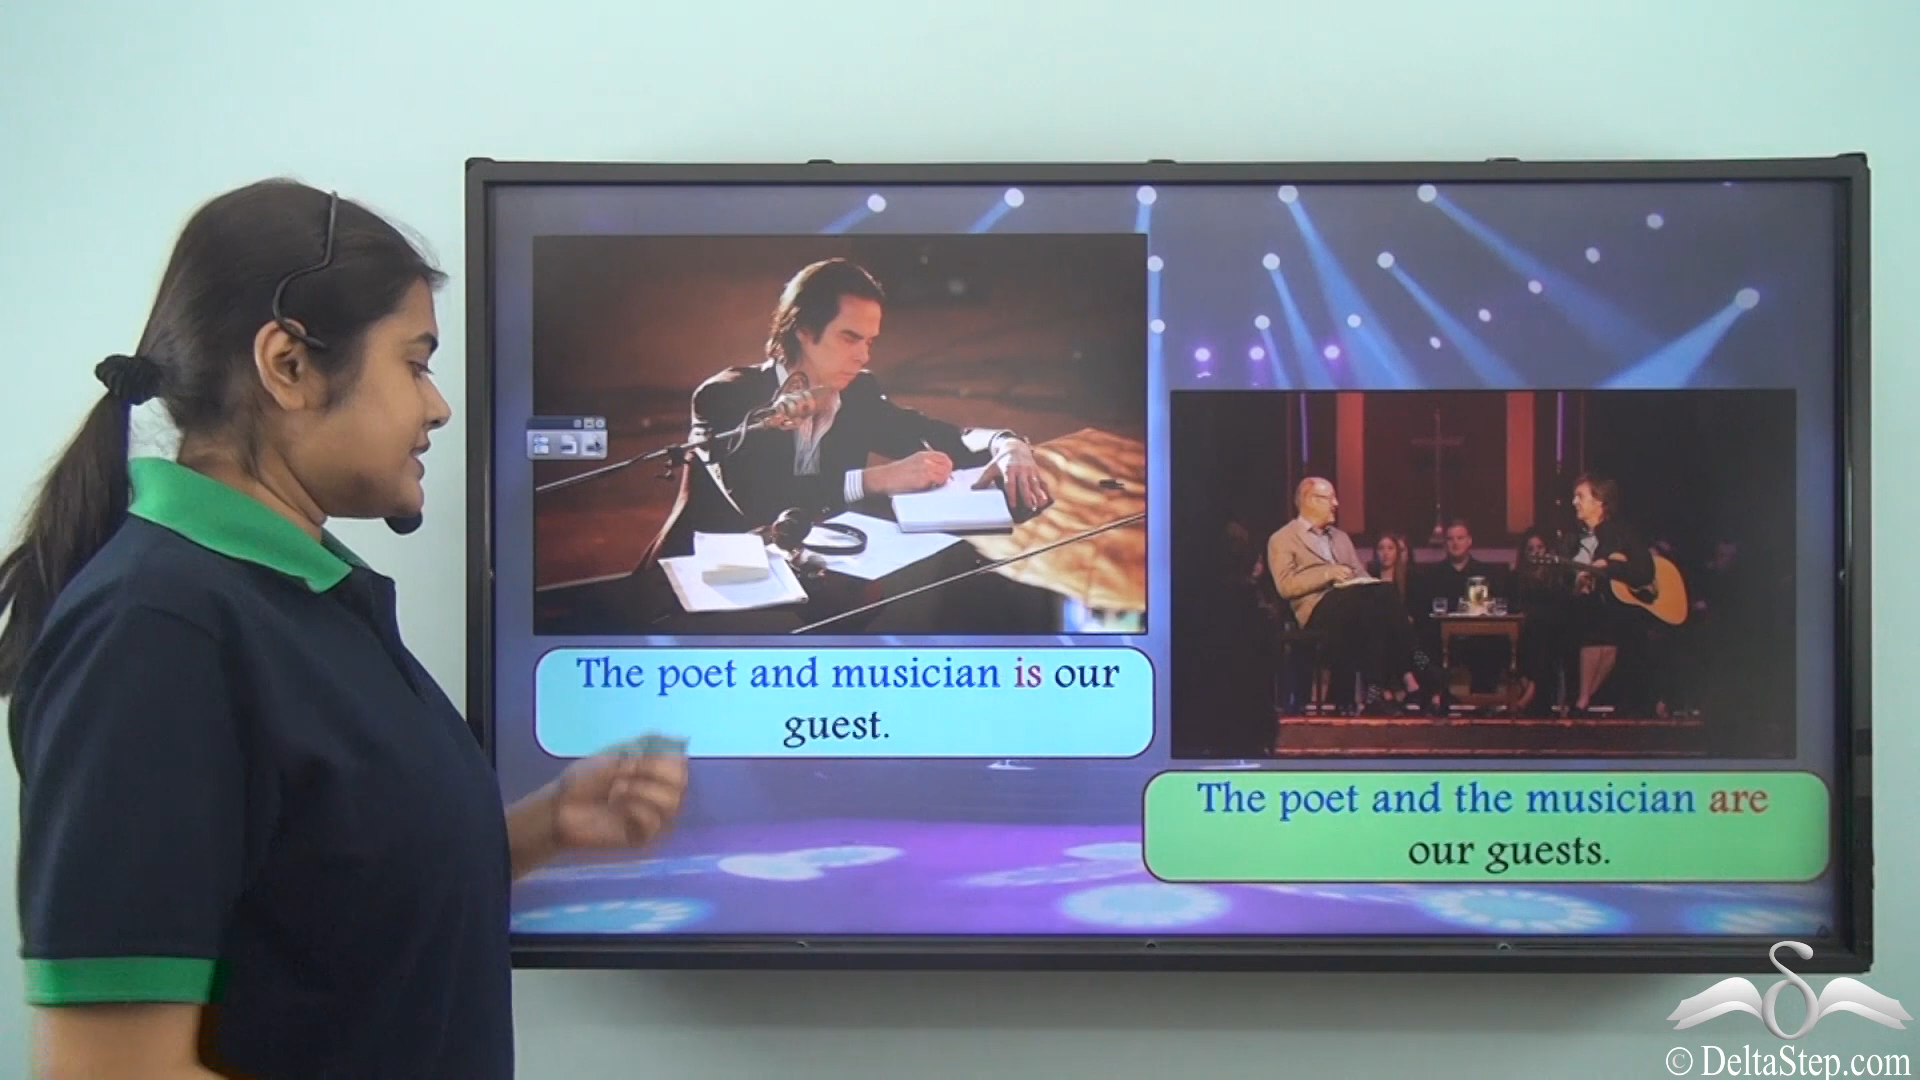 The poet and musician is our
guest.
The poet and the musician are
our guests.
© DeltaStep.com